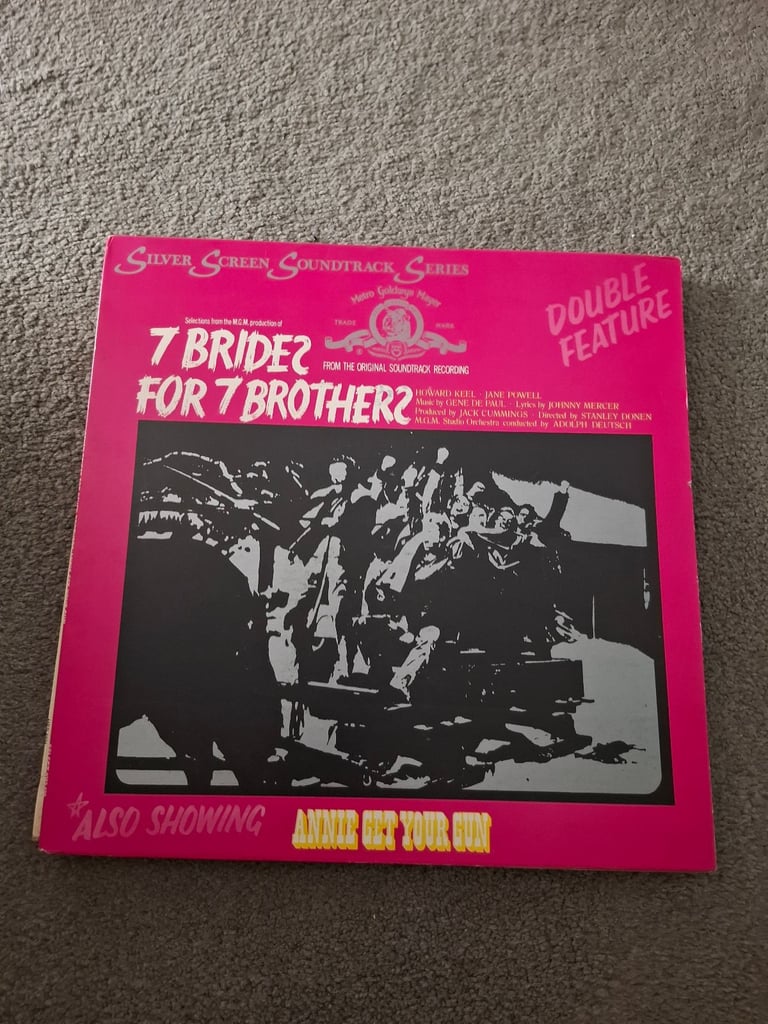 SILVER SCREEN SOUNDTRACK SERIES
Metro Goldwyn Mayer
TRADE MARK
DOUBLE
FEATURE
Selections from the M.G.M. production of
7 BRIDES
FOR 7 BROTHERS
FROM THE ORIGINAL SOUNDTRACK RECORDING
HOWARD KEEL · JANE POWELL
Music by GENE DE PAUL · Lyrics by JOHNNY MERCER
Produced by JACK CUMMINGS · Directed by STANLEY DONEN
M.G.M. Studio Orchestra conducted by ADOLPH DEUTSCH
ALSO SHOWING
ANNIE GET YOUR GUN